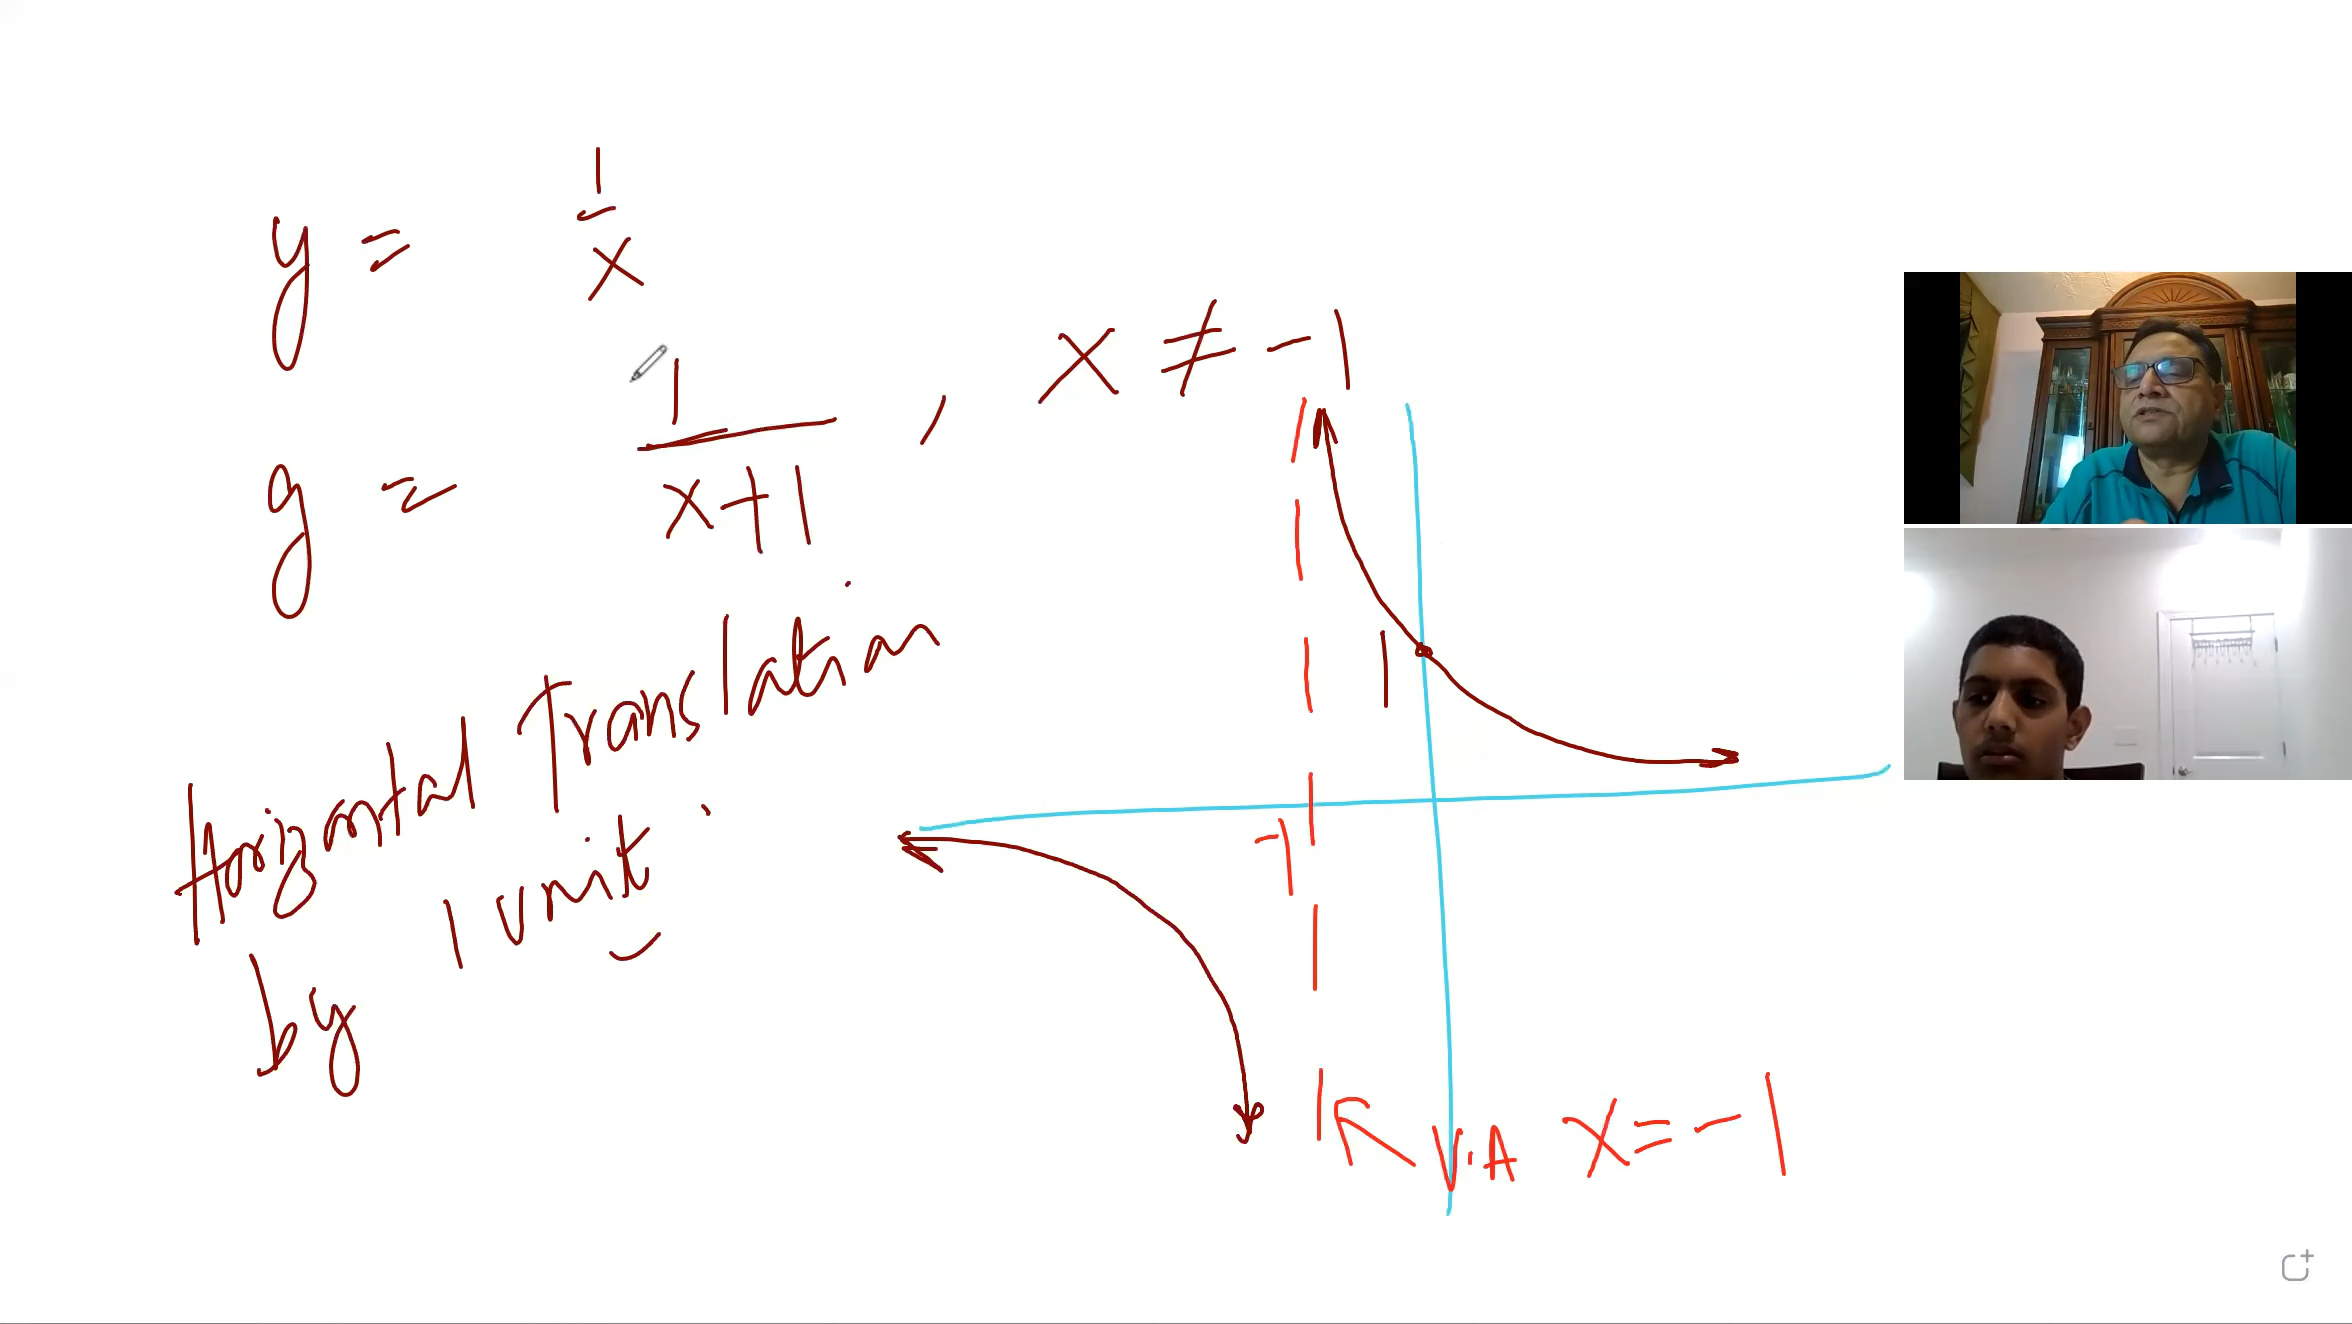 y = 1/x
y = 1/(x+1) , x ≠ -1
Horizontal Translation
by 1 unit
1
-1
V.A x = -1